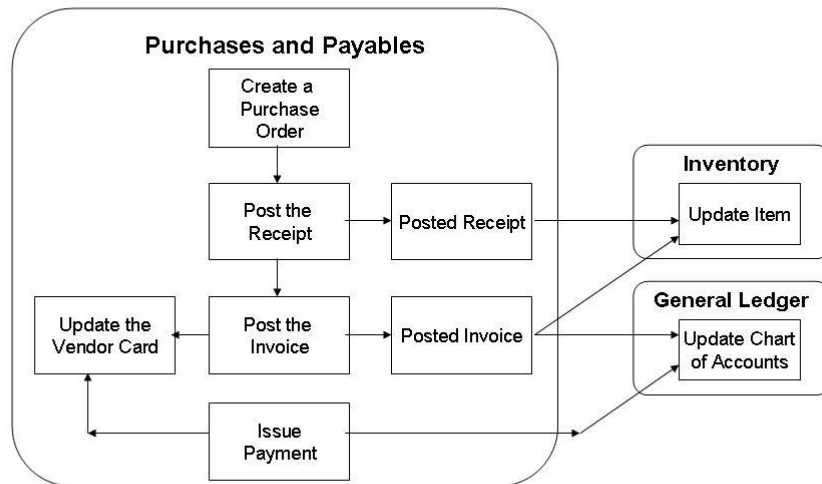 Purchases and Payables
Create a
Purchase
Order
Post the
Receipt
Posted Receipt
Inventory
Update Item
Update the
Vendor Card
Post the
Invoice
Posted Invoice
General Ledger
Update Chart
of Accounts
Issue
Payment